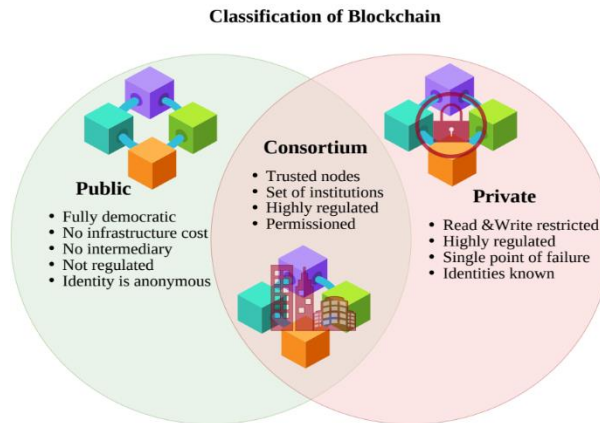 Classification of Blockchain
Public
• Fully democratic
• No infrastructure cost
• No intermediary
• Not regulated
• Identity is anonymous
Consortium
• Trusted nodes
• Set of institutions
• Highly regulated
• Permissioned
Private
• Read &Write restricted
• Highly regulated
• Single point of failure
• Identities known